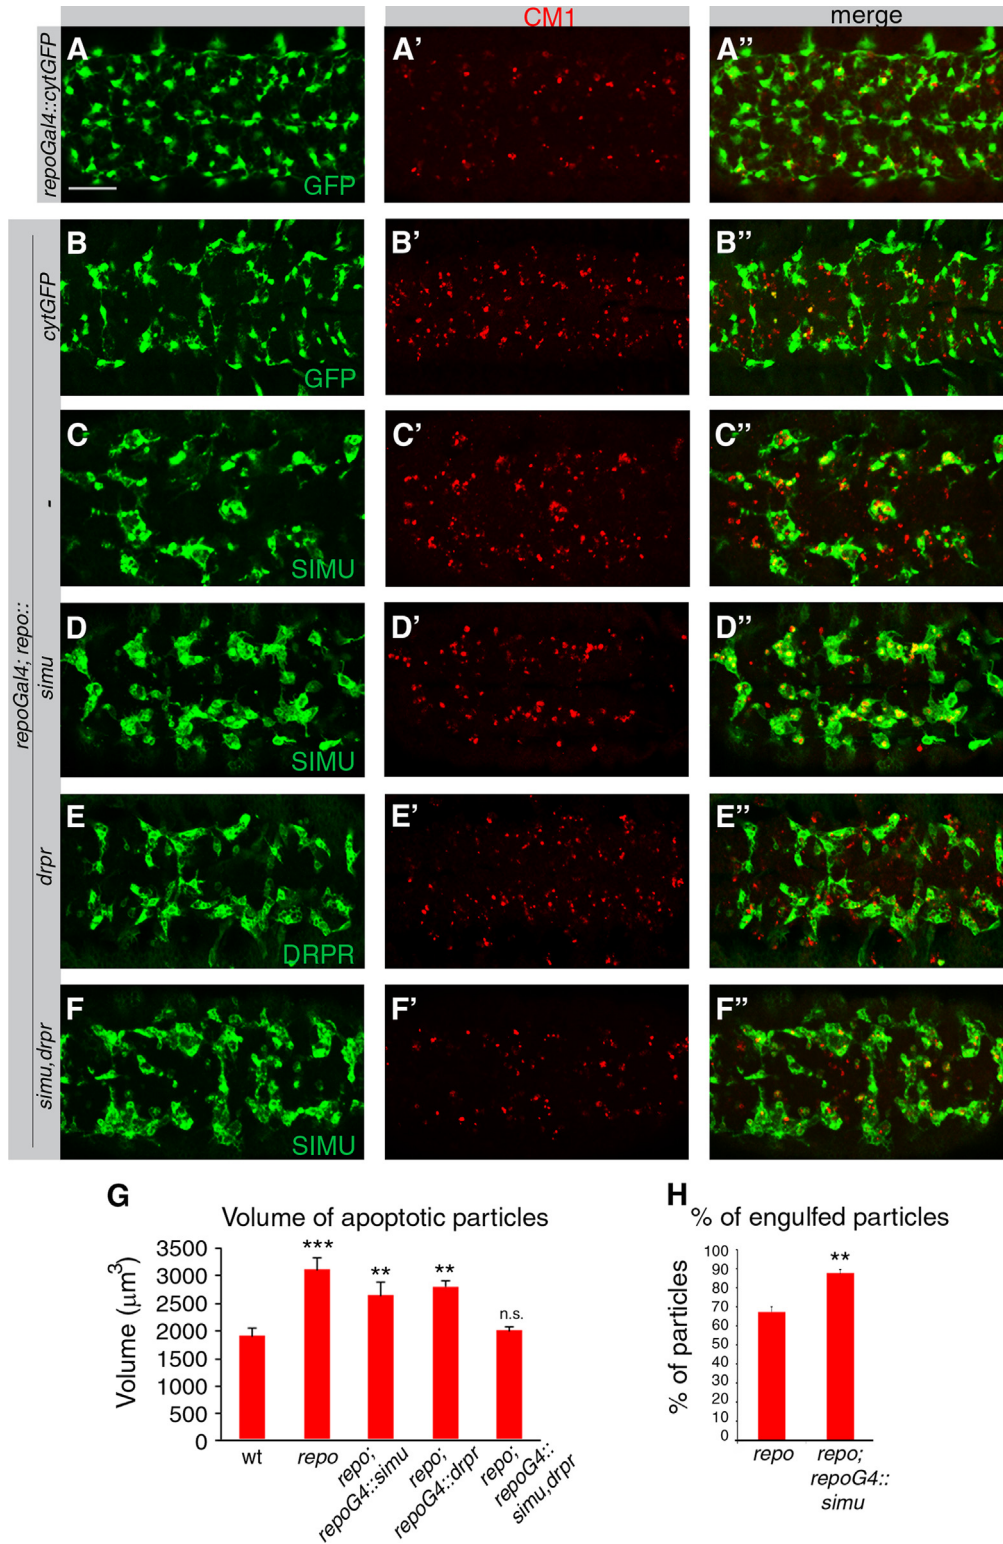 CM1
merge
repoGal4::cytGFP
A
GFP
A’
A’’
repoGal4; repo::
cytGFP
B
GFP
B’
B’’
-
C
SIMU
C’
C’’
simu
D
SIMU
D’
D’’
drpr
E
DRPR
E’
E’’
simu,drpr
F
SIMU
F’
F’’
G
Volume of apoptotic particles
Volume (μm3)
3500
3000
2500
2000
1500
1000
500
0
***
**
**
n.s.
wt
repo
repo;
repoG4::simu
repo;
repoG4::drpr
repo;
repoG4::
simu,drpr
H
% of engulfed particles
% of particles
100
90
80
70
60
50
40
30
20
10
0
**
repo
repo;
repoG4::
simu